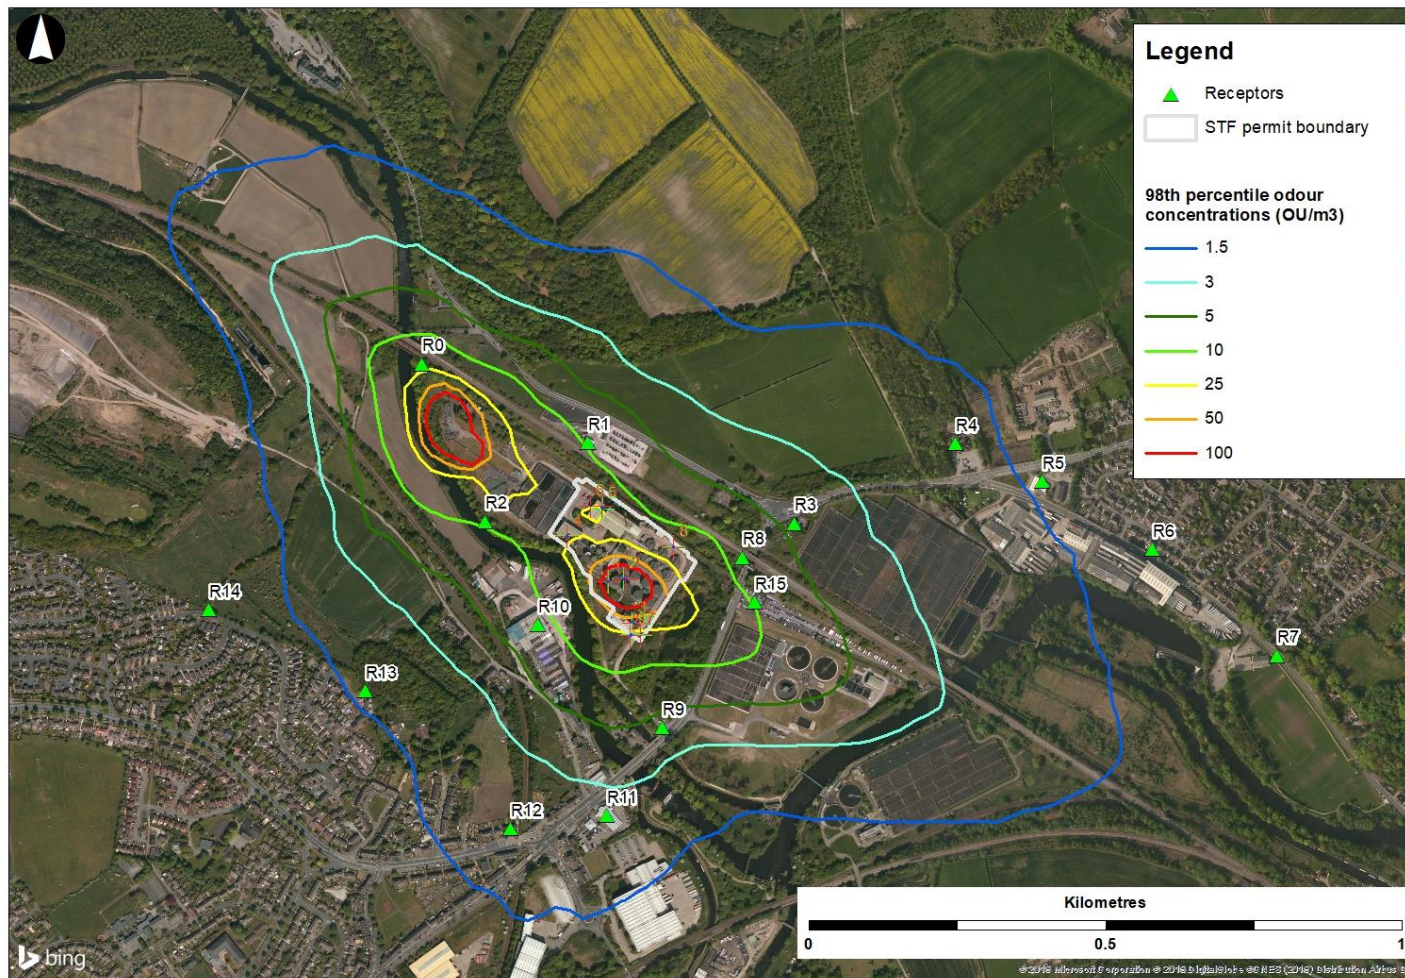 Legend
Receptors
STF permit boundary
98th percentile odour
concentrations (OU/m3)
1.5
3
5
10
25
50
100
R0
R1
R4
R5
R2
R3
R6
R8
R15
R14
R10
R7
R13
R9
R12
R11
Kilometres
0 0.5 1
bing